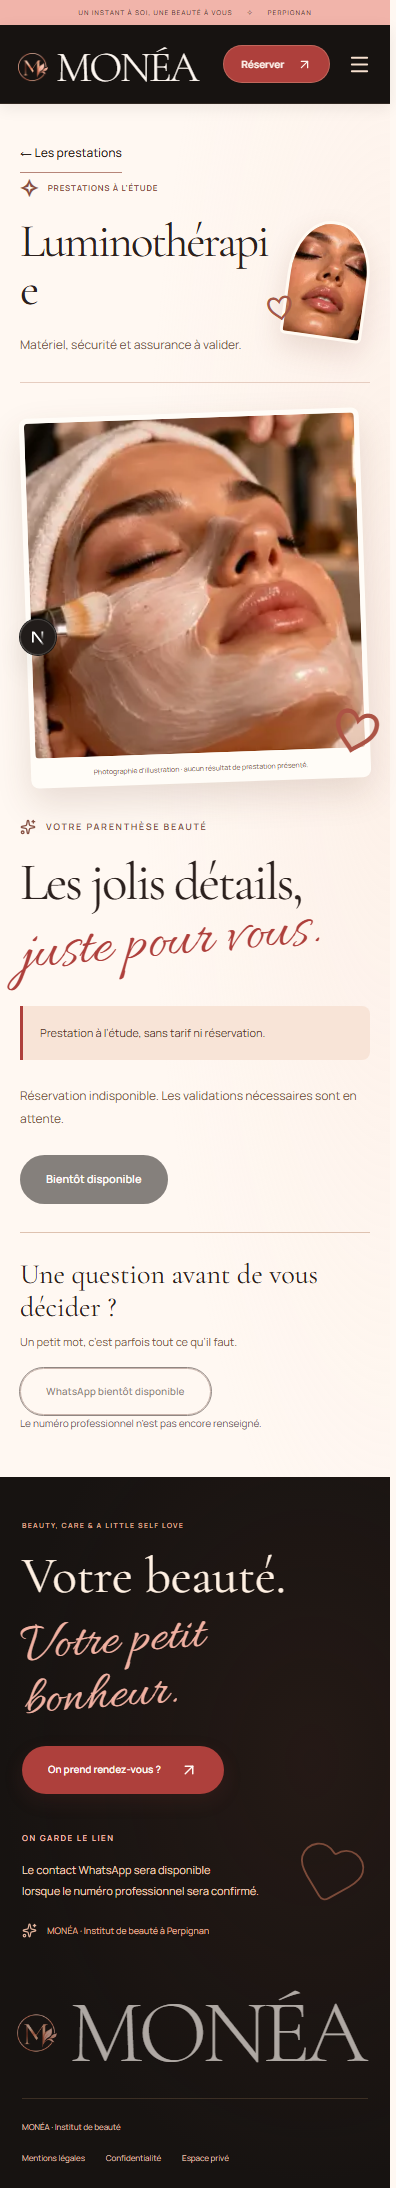 UN INSTANT À SOI, UNE BEAUTÉ À VOUS ✧ PERPIGNAN
M MONÉA Réserver ↗
← Les prestations
PRESTATIONS À L'ÉTUDE
Luminothérapi
e
Matériel, sécurité et assurance à valider.
N
Photographie d'illustration · aucun résultat de prestation présenté.
VOTRE PARENTHÈSE BEAUTÉ
Les jolis détails,
juste pour vous.
Prestation à l'étude, sans tarif ni réservation.
Réservation indisponible. Les validations nécessaires sont en
attente.
Bientôt disponible
Une question avant de vous
décider ?
Un petit mot, c'est parfois tout ce qu'il faut.
WhatsApp bientôt disponible
Le numéro professionnel n'est pas encore renseigné.
BEAUTY, CARE & A LITTLE SELF LOVE
Votre beauté.
Votre petit
bonheur.
On prend rendez-vous ? ↗
ON GARDE LE LIEN
Le contact WhatsApp sera disponible
lorsque le numéro professionnel sera confirmé.
MONÉA · Institut de beauté à Perpignan
M MONÉA
MONÉA · Institut de beauté
Mentions légales Confidentialité Espace privé